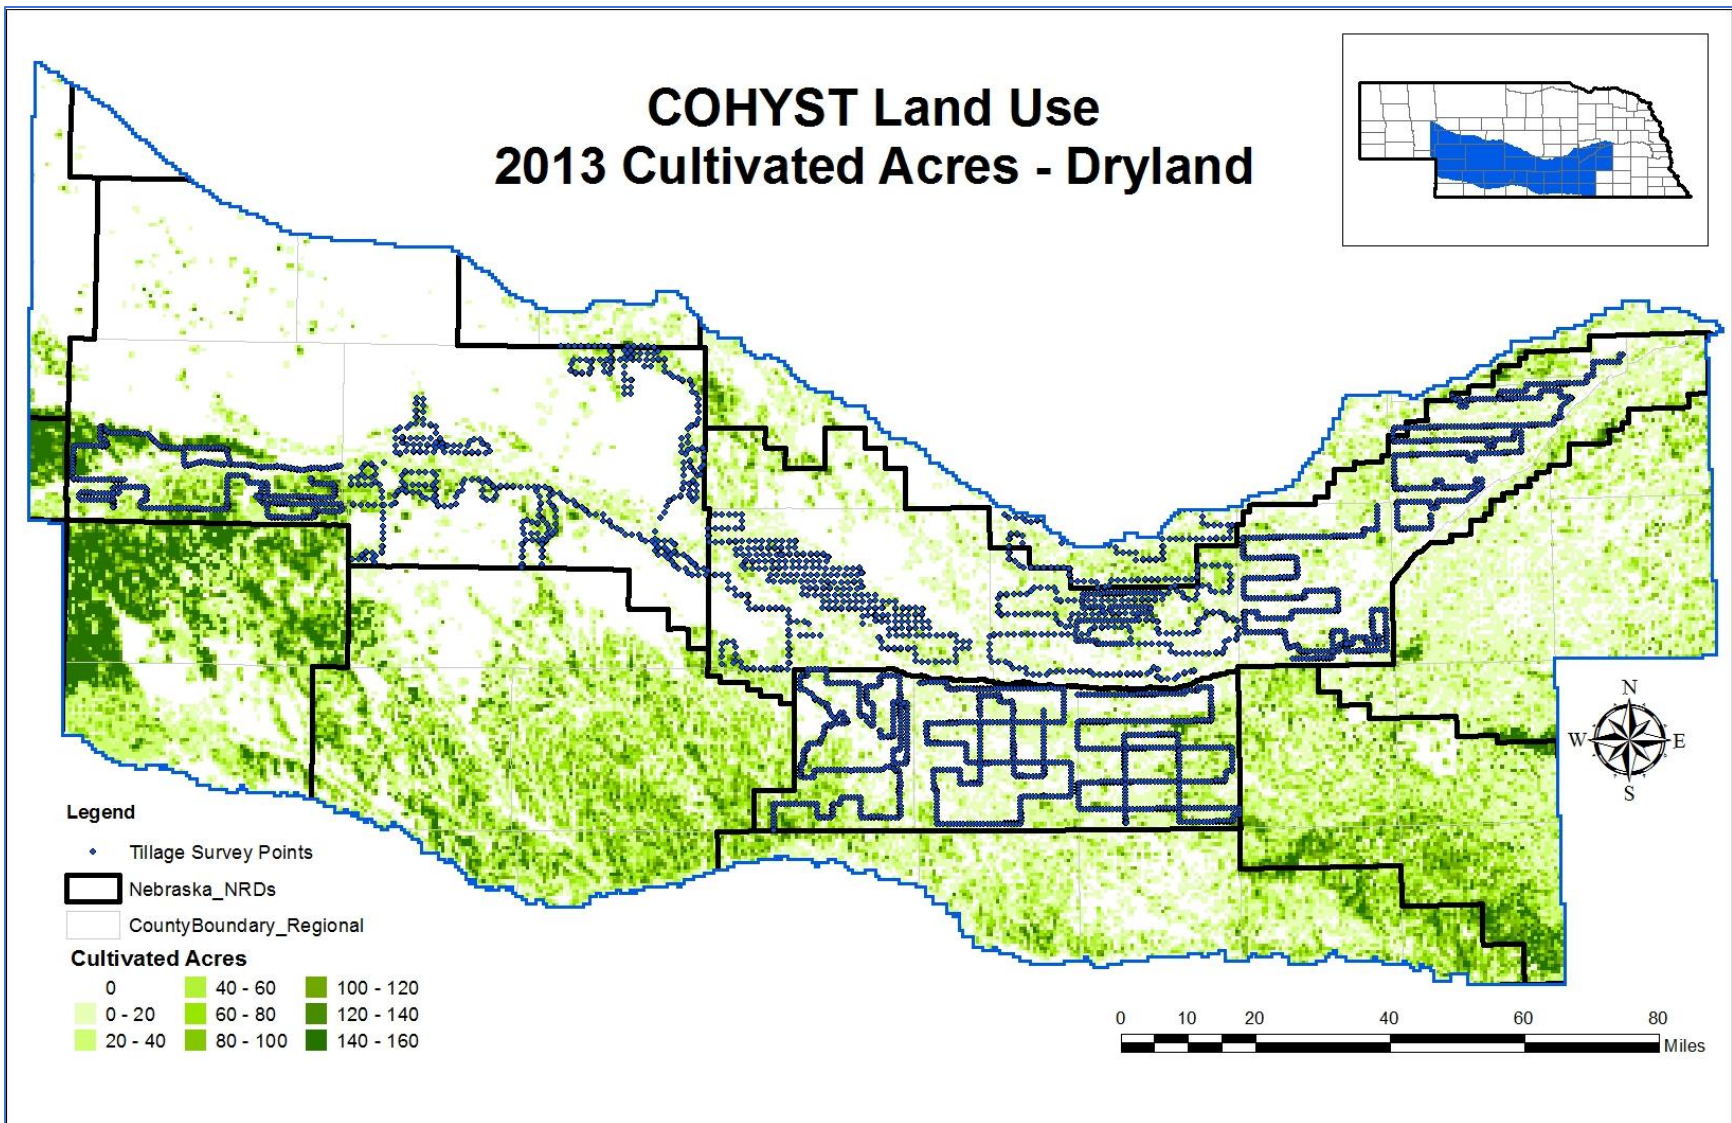 COHYST Land Use
2013 Cultivated Acres - Dryland
N
W
E
S
Legend
Tillage Survey Points
Nebraska_NRDs
CountyBoundary_Regional
Cultivated Acres
0
0 - 20
20 - 40
40 - 60
60 - 80
80 - 100
100 - 120
120 - 140
140 - 160
0 10 20 40 60 80
Miles